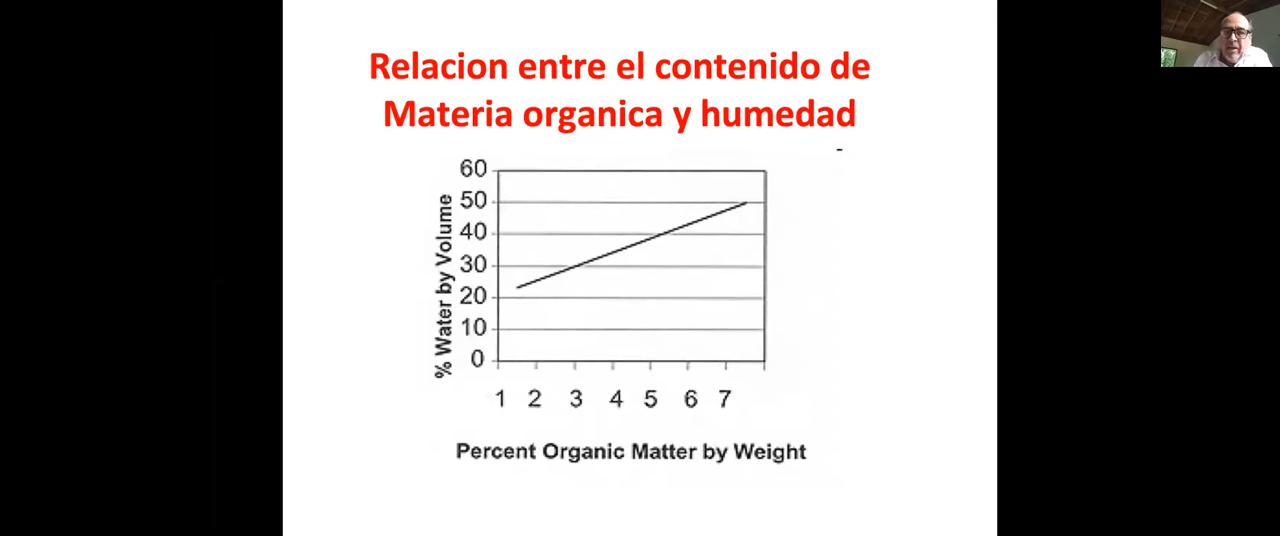 Relacion entre el contenido de
Materia organica y humedad
60
50
40
30
20
10
0
% Water by Volume
1 2 3 4 5 6 7
Percent Organic Matter by Weight